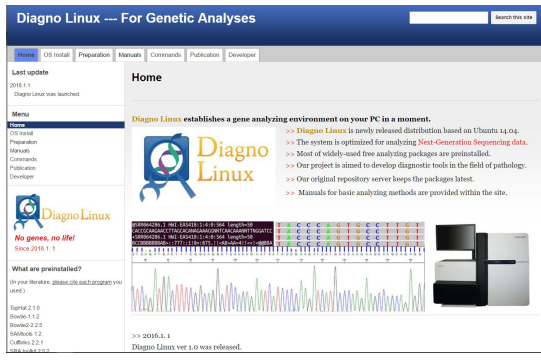 Diagno Linux --- For Genetic Analyses
Search this site
Home
OS Install
Preparation
Manuals
Commands
Publication
Developer
Last update
2016.1.1
Diagno Linux was launched.
Menu
Home
OS Install
Preparation
Manuals
Commands
Publication
Developer
Diagno Linux
No genes, no life!
Since 2016.1. 1
What are preinstalled?
(In your literature, please cite each program you
used.)
TopHat 2.1.0
Bowtie-1.1.2
Bowtie2-2.2.5
SAMtools 1.2
Cufflinks 2.2.1
SRA toolkit 2.5.2
Home
Diagno Linux establishes a gene analyzing environment on your PC in a moment.
Diagno
Linux
>> Diagno Linux is newly released distribution based on Ubuntu 14.04.
>> The system is optimized for analyzing Next-Generation Sequencing data.
>> Most of widely-used free analyzing packages are preinstalled.
>> Our project is aimed to develop diagnostic tools in the field of pathology.
>> Our original repository server keeps the packages latest.
>> Manuals for basic analyzing methods are provided within the site.
T A C C C A G T G C C T T G T
>> 2016.1. 1
Diagno Linux ver 1.0 was released.